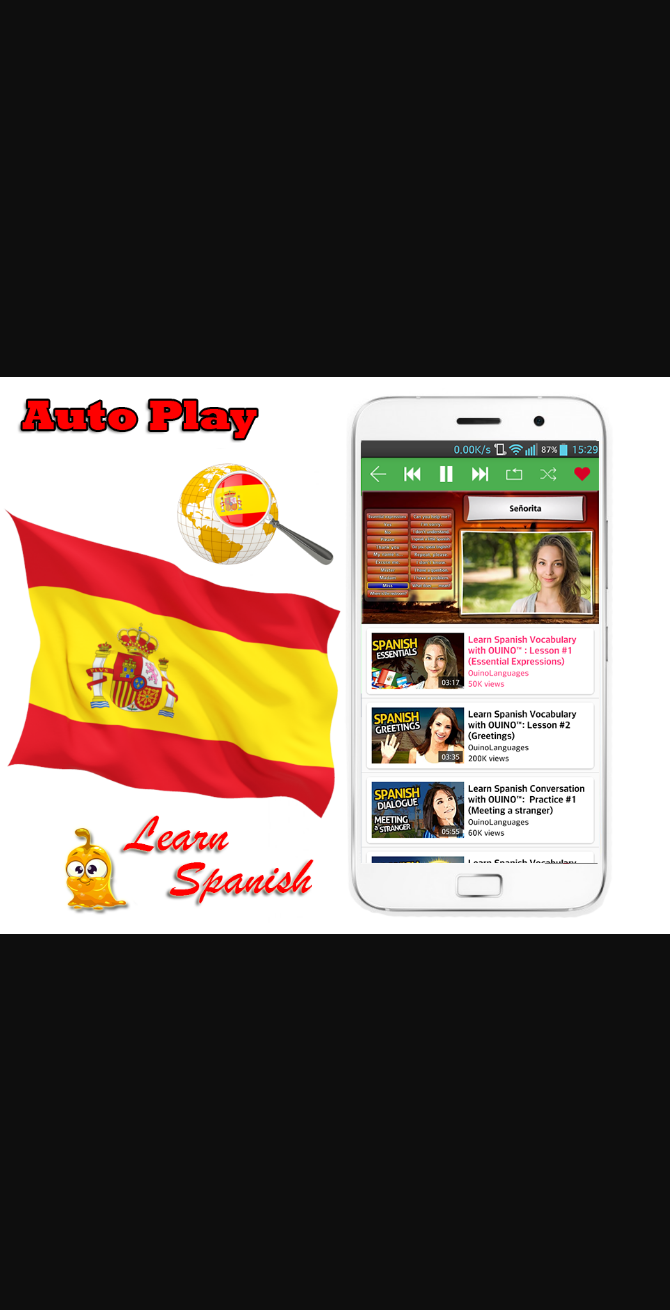 Auto Play
Learn
Spanish
0.00K/s 87% 15:29
Señorita
SPANISH
ESSENTIALS
03:17
Learn Spanish Vocabulary
with OUINO™ : Lesson #1
(Essential Expressions)
OuinoLanguages
50K views
SPANISH
GREETINGS
03:35
Learn Spanish Vocabulary
with OUINO™: Lesson #2
(Greetings)
OuinoLanguages
200K views
SPANISH
DIALOGUE
MEETING
a STRANGER
05:55
Learn Spanish Conversation
with OUINO™: Practice #1
(Meeting a stranger)
OuinoLanguages
60K views
Learn Spanish Vocabulary